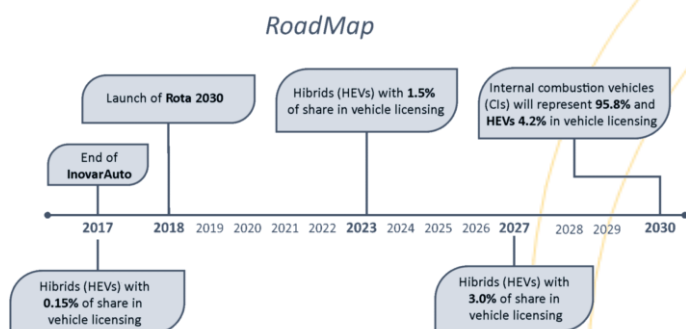 RoadMap
Launch of Rota 2030
Hibrids (HEVs) with 1.5%
of share in vehicle licensing
Internal combustion vehicles
(CIs) will represent 95.8% and
HEVs 4.2% in vehicle licensing
End of
InovarAuto
2017 2018 2019 2020 2021 2022 2023 2024 2025 2026 2027 2028 2029 2030
Hibrids (HEVs) with
0.15% of share in
vehicle licensing
Hibrids (HEVs) with
3.0% of share in
vehicle licensing